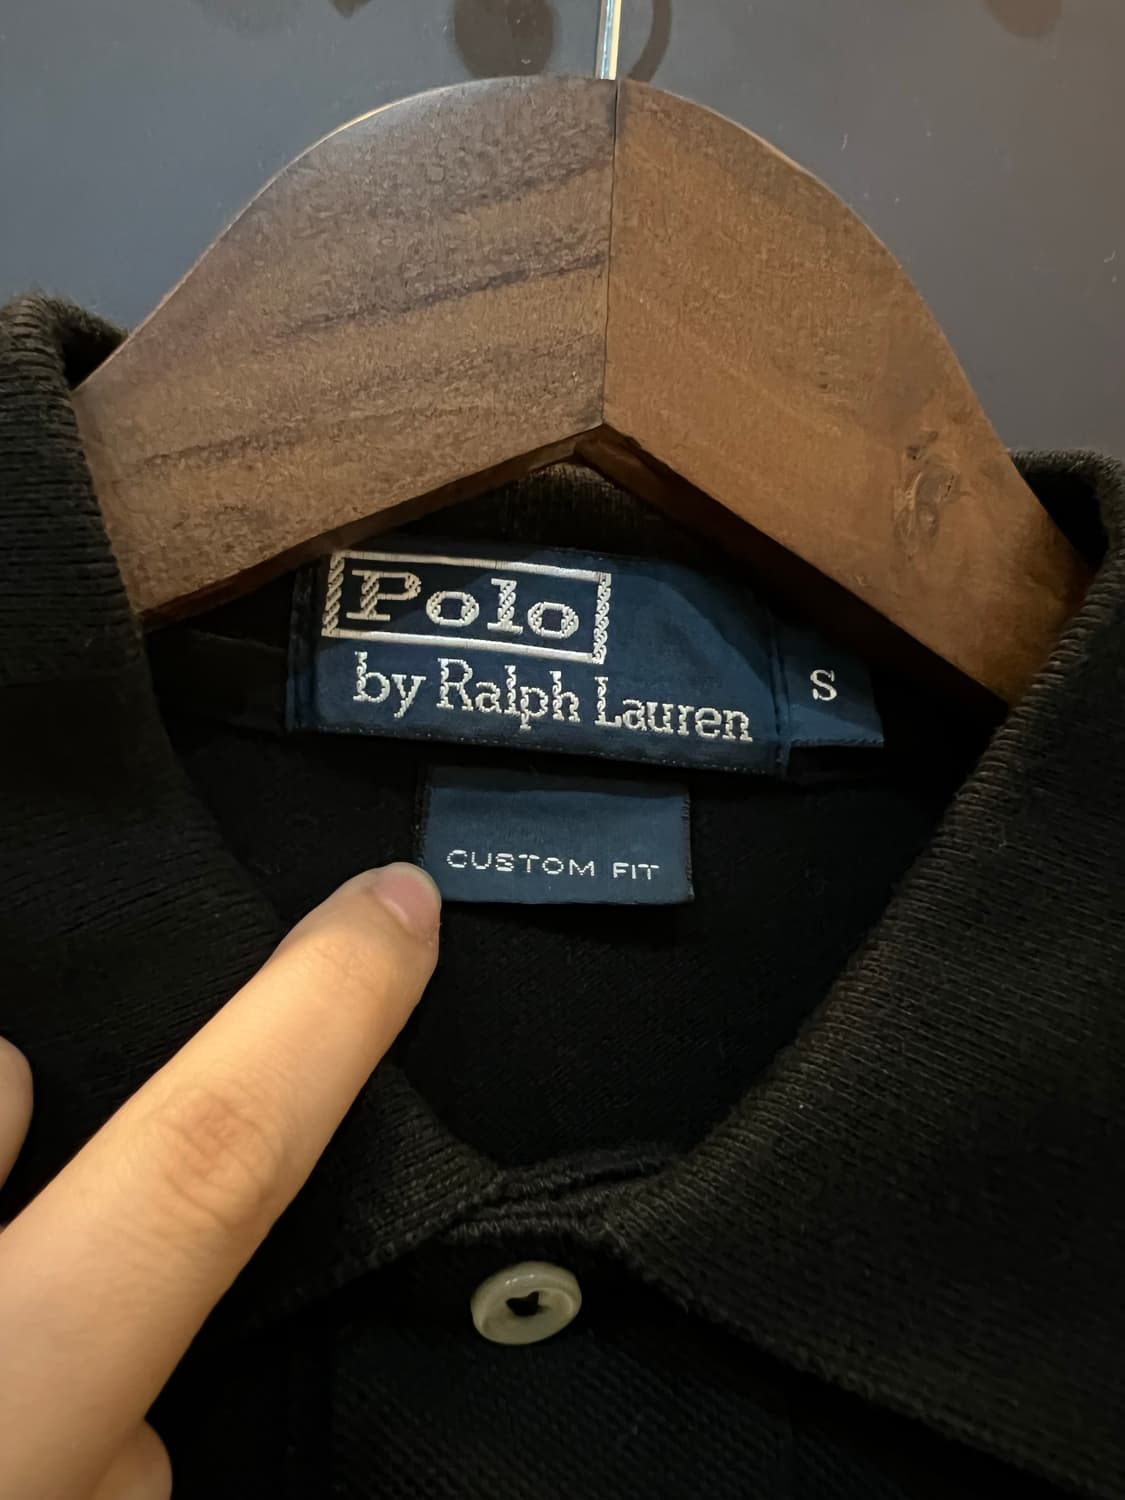 Polo
by Ralph Lauren
S
CUSTOM FIT